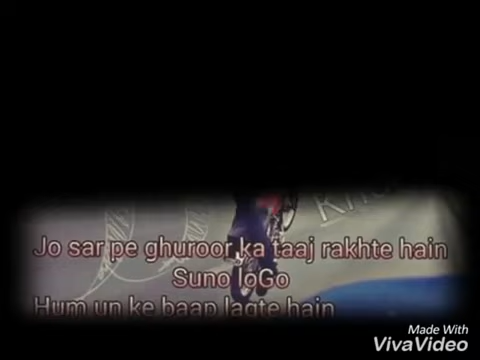 Jo sar pe ghuroor ka taaj rakhte hain
Suno loGo
Hum un ke baap lagte hain
Made With
VivaVideo